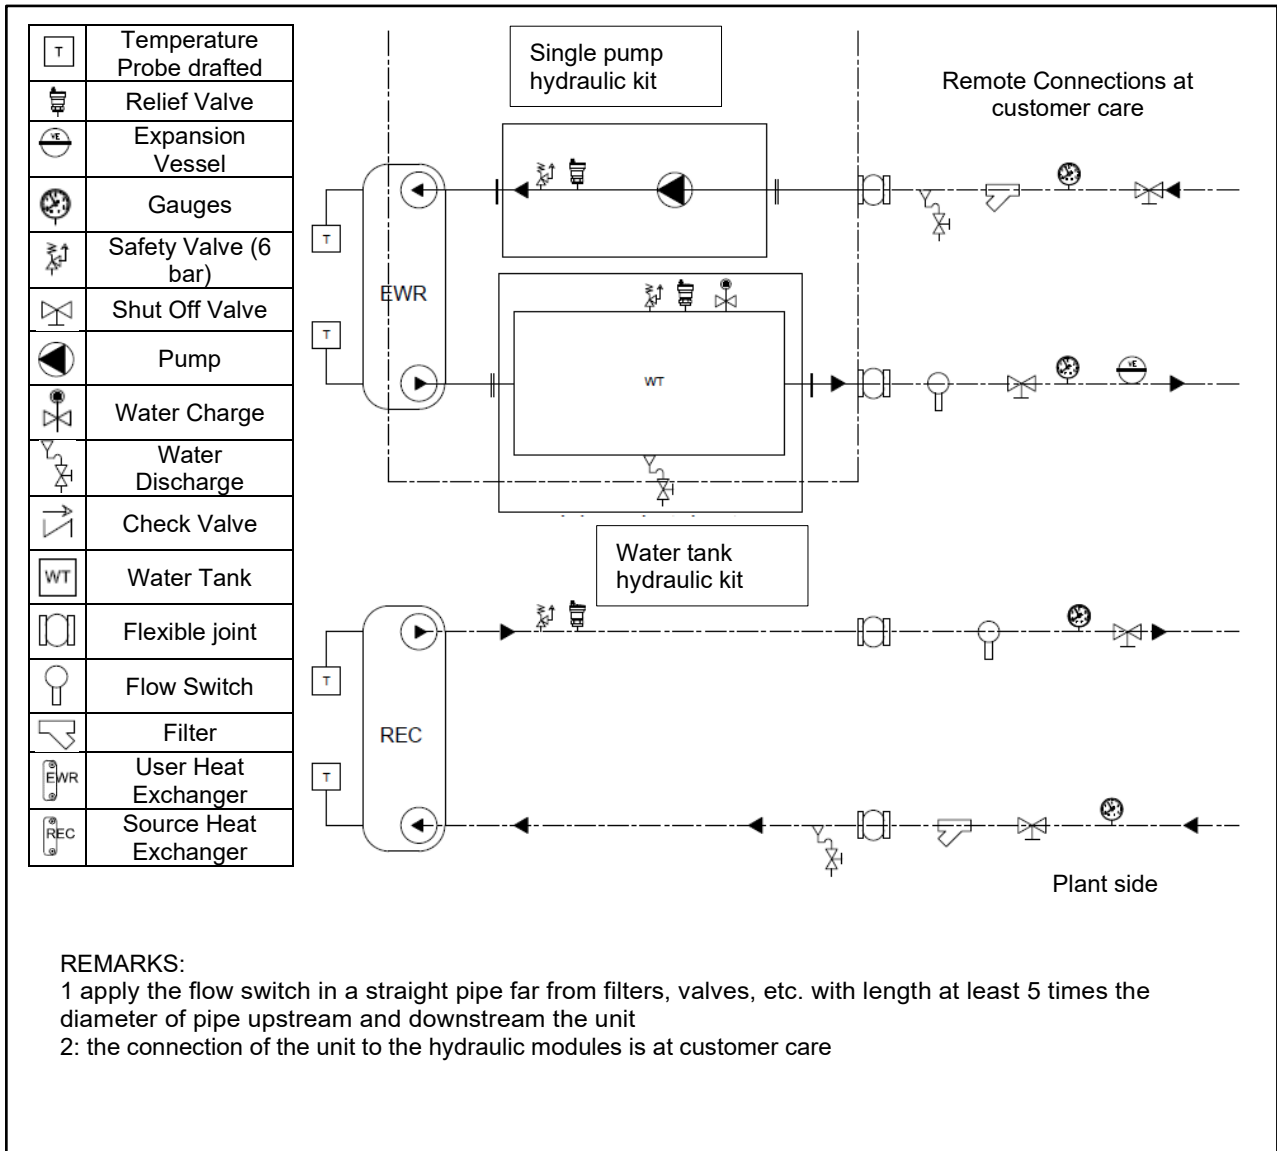 T
Temperature
Probe drafted
Relief Valve
VE
Expansion
Vessel
Gauges
Safety Valve (6
bar)
Shut Off Valve
Pump
Water Charge
Water
Discharge
Check Valve
WT
Water Tank
Flexible joint
Flow Switch
Filter
EWR
User Heat
Exchanger
REC
Source Heat
Exchanger
Single pump
hydraulic kit
Remote Connections at
customer care
T
EWR
T
WT
VE
Water tank
hydraulic kit
T
REC
T
Plant side
REMARKS:
1 apply the flow switch in a straight pipe far from filters, valves, etc. with length at least 5 times the
diameter of pipe upstream and downstream the unit
2: the connection of the unit to the hydraulic modules is at customer care